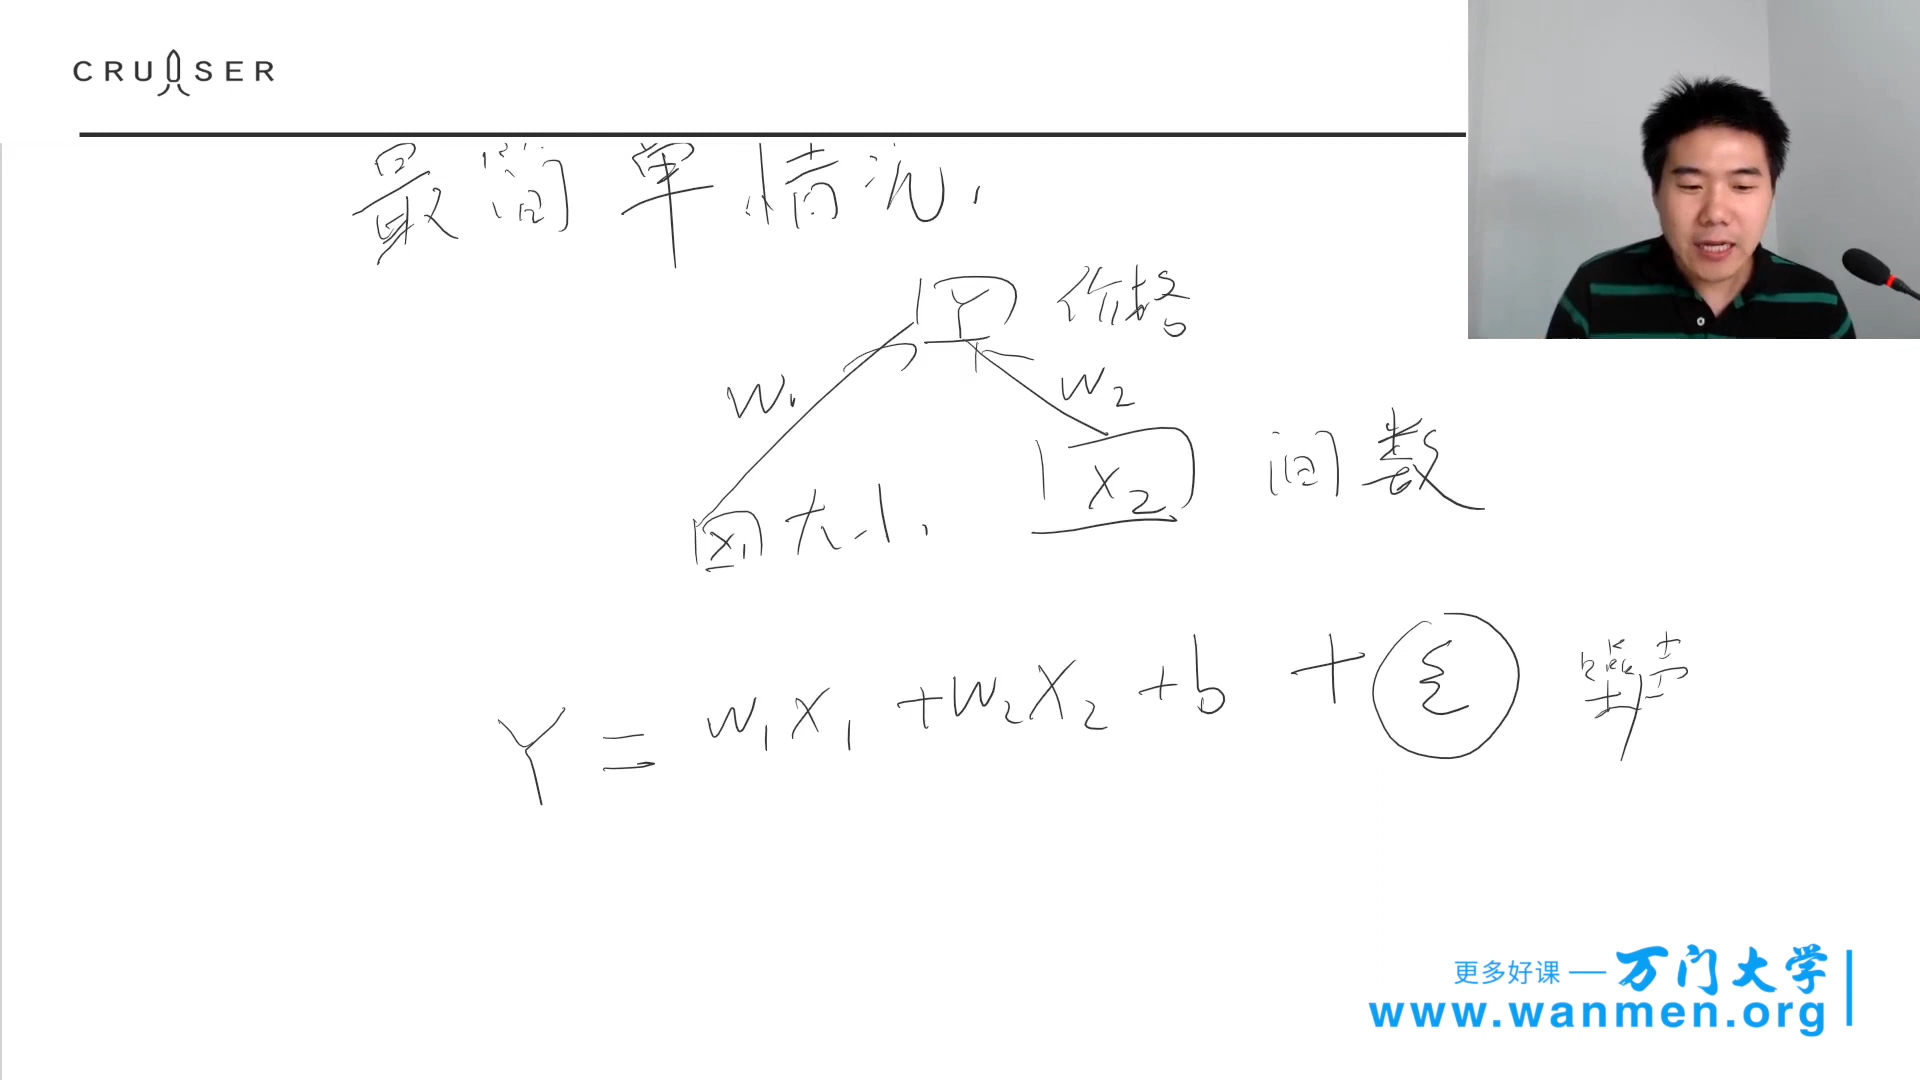 CRUISER
最简单情况.
Y 价格
w1 w2
X2 间数
X1 大小.
Y = w1X1 + w2X2 + b + ξ 噪声
更多好课 — 万门大学
www.wanmen.org